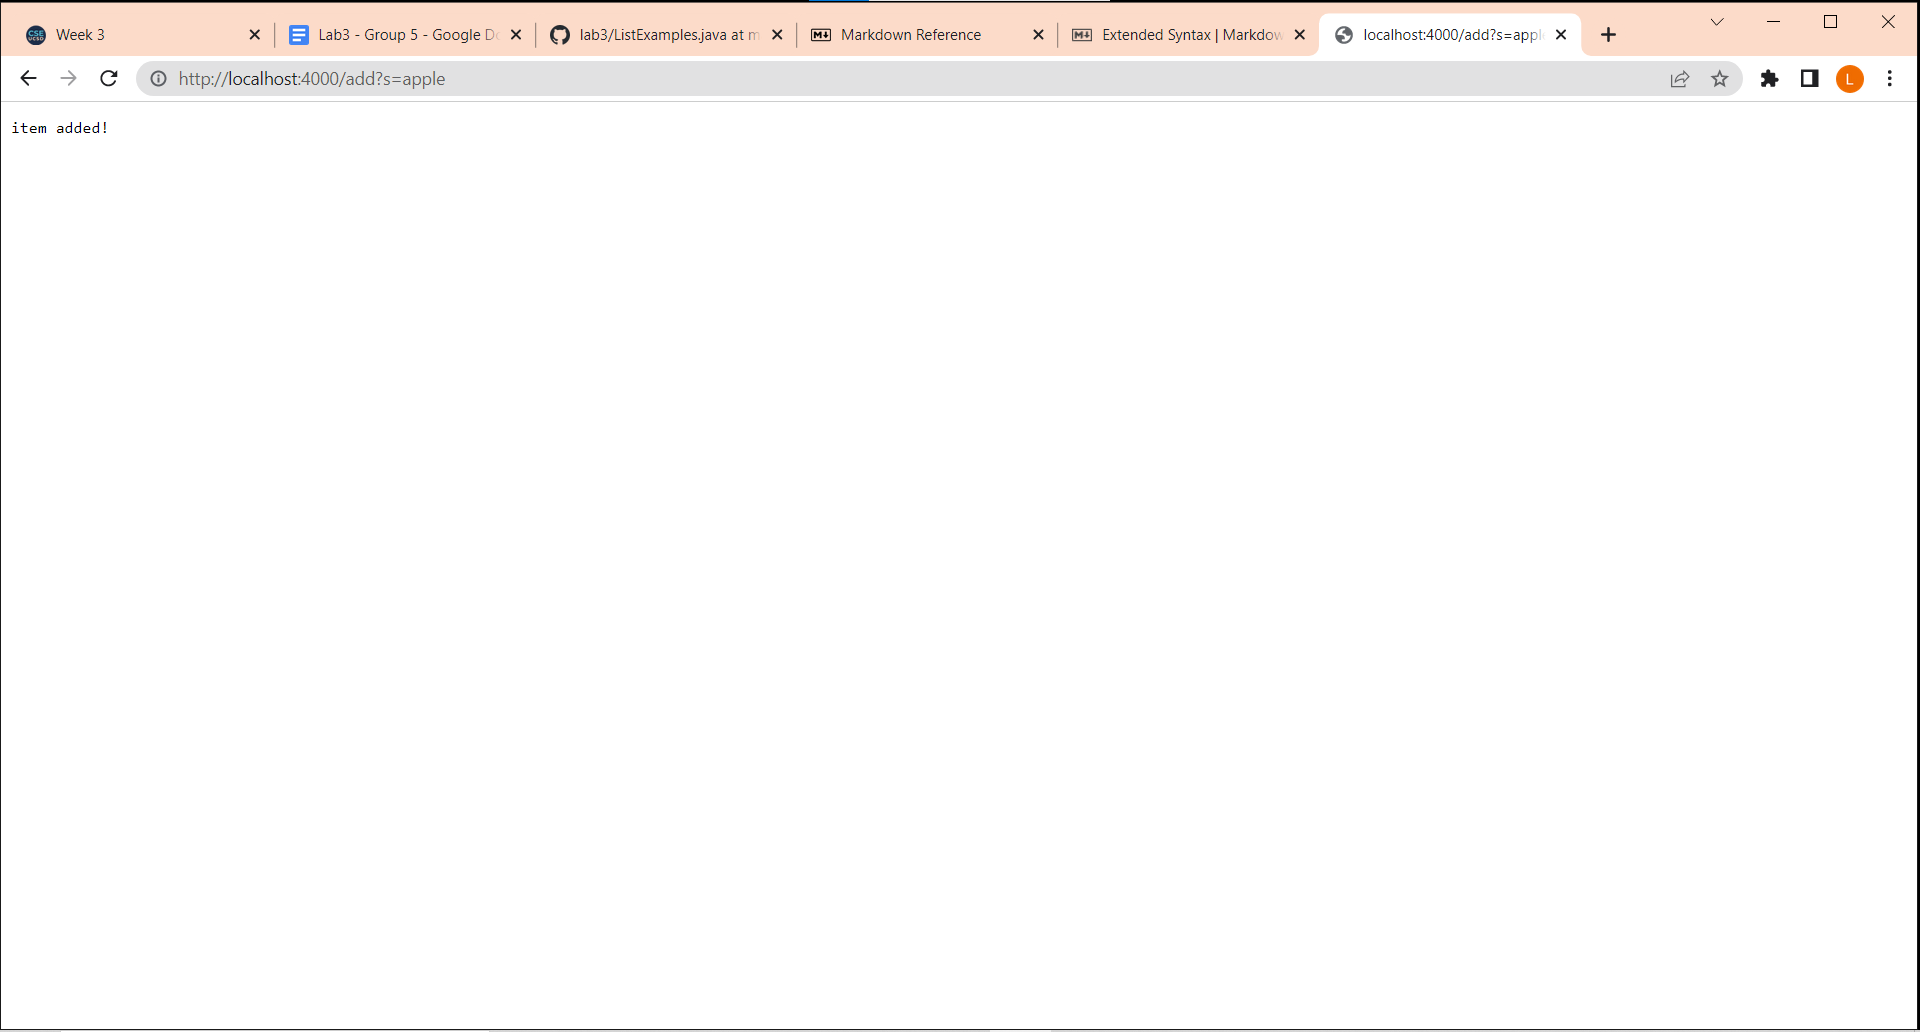 Week 3
Lab3 - Group 5 - Google Do
lab3/ListExamples.java at m
Markdown Reference
Extended Syntax | Markdow
localhost:4000/add?s=appl
http://localhost:4000/add?s=apple
L
item added!